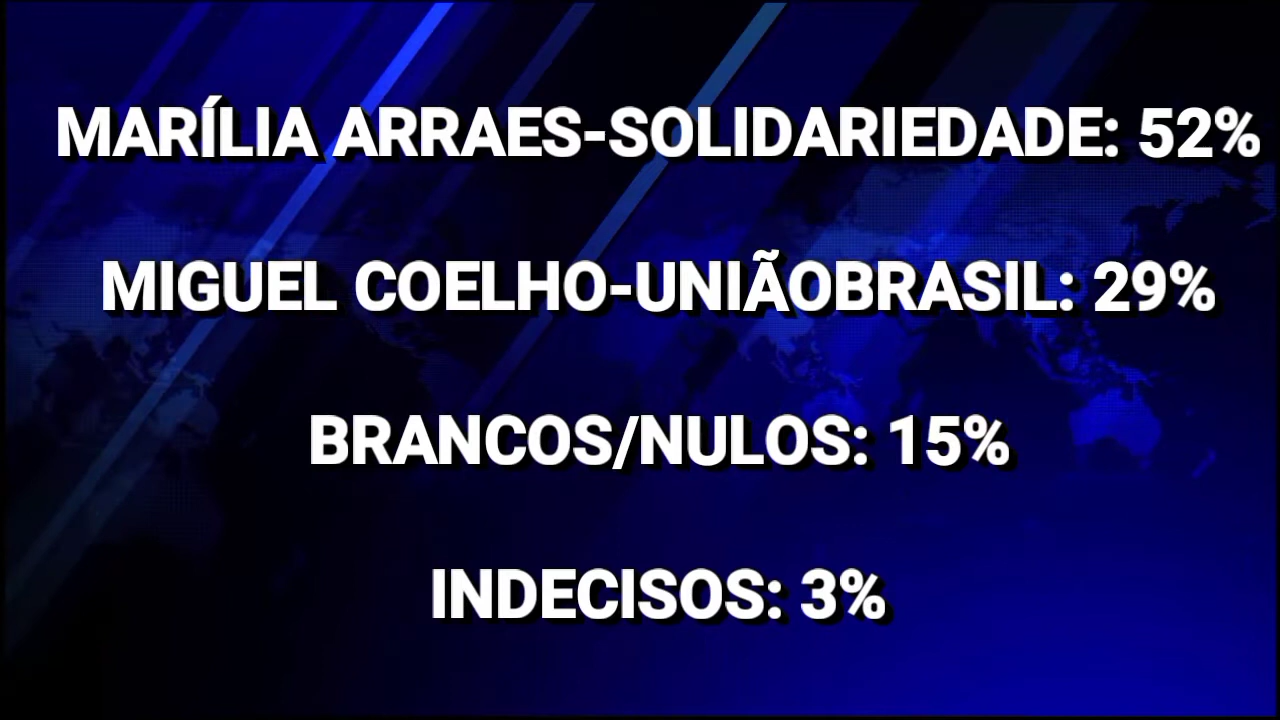 MARÍLIA ARRAES-SOLIDARIEDADE: 52%
MIGUEL COELHO-UNIÃOBRASIL: 29%
BRANCOS/NULOS: 15%
INDECISOS: 3%